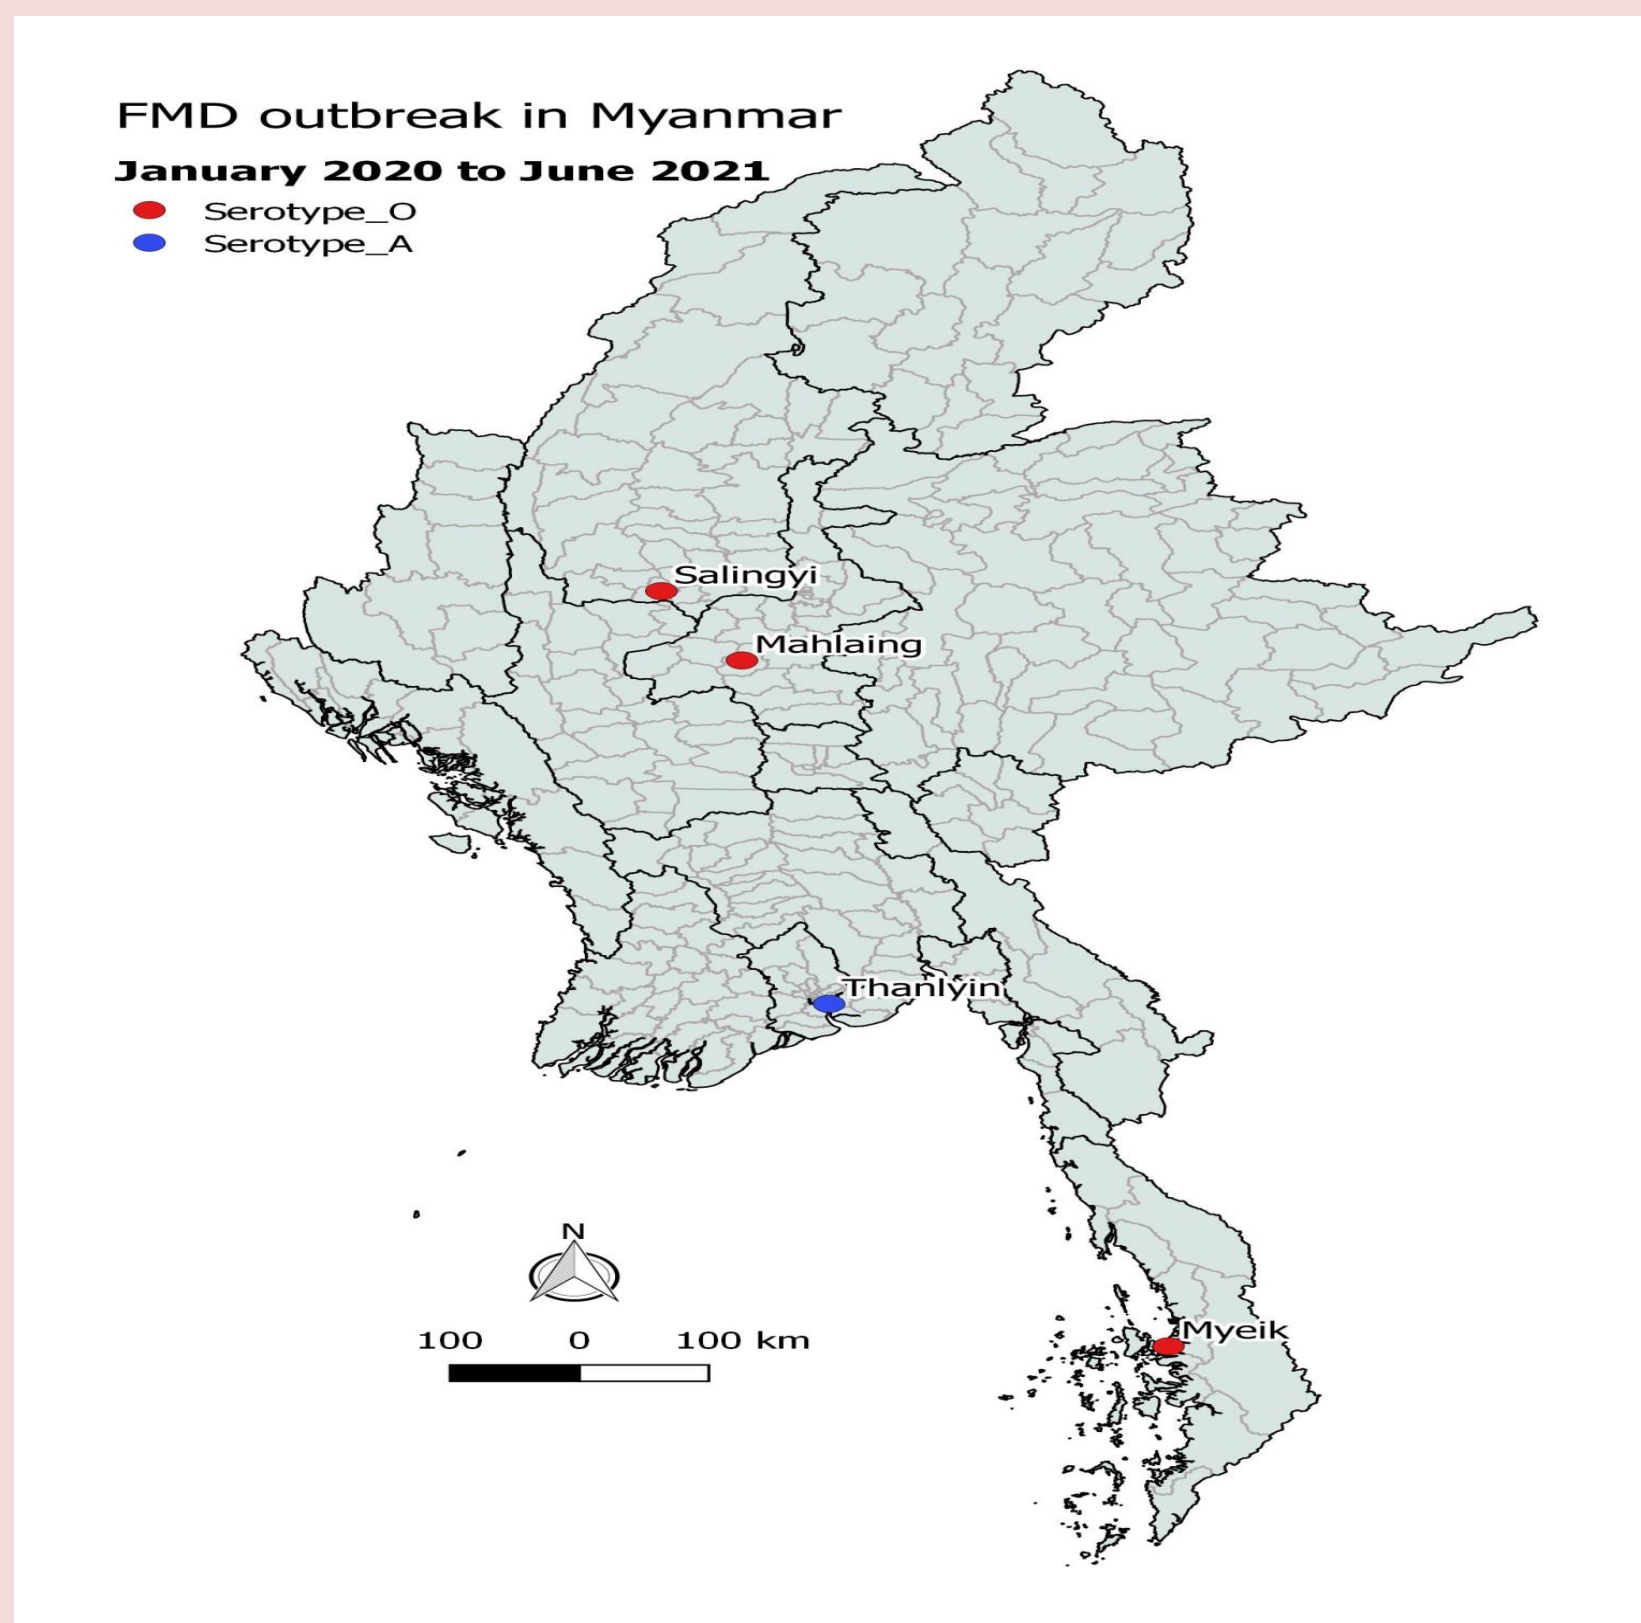 FMD outbreak in Myanmar
January 2020 to June 2021
Serotype_O
Serotype_A
Salingyi
Mahlaing
Thanlyin
N
100 0 100 km
Myeik